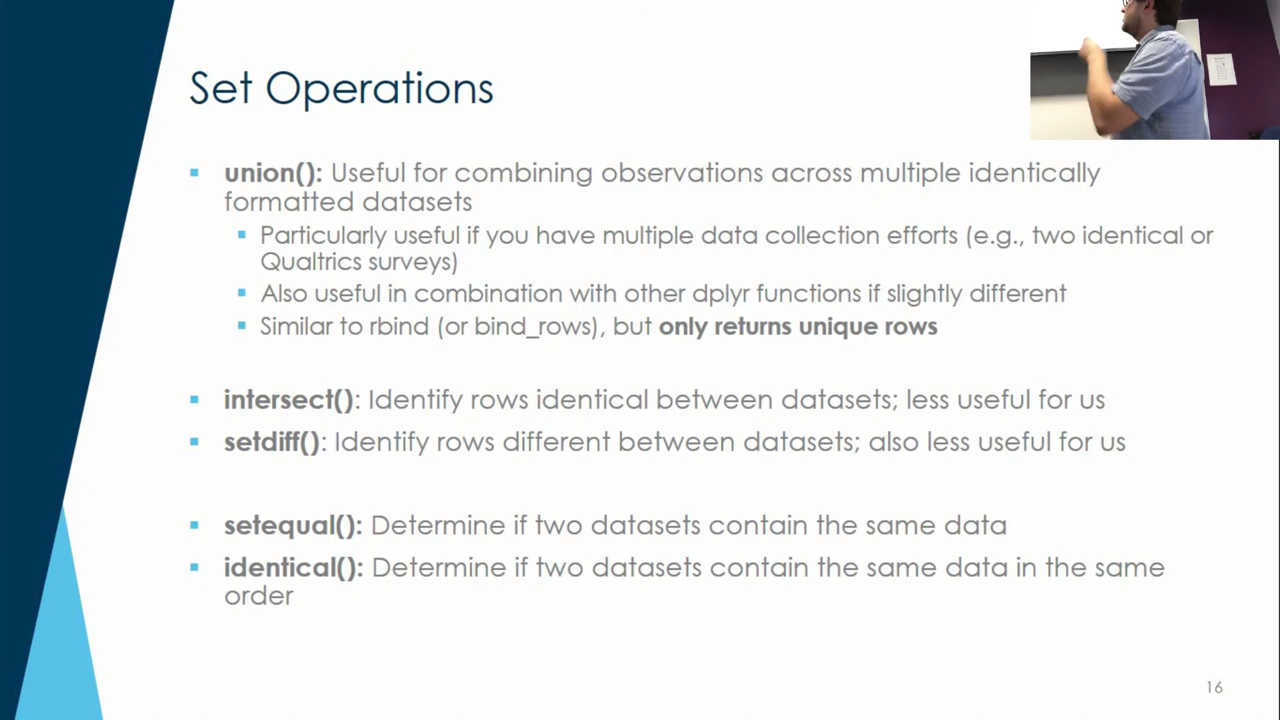 Set Operations
▪ union(): Useful for combining observations across multiple identically
formatted datasets
▪ Particularly useful if you have multiple data collection efforts (e.g., two identical or
Qualtrics surveys)
▪ Also useful in combination with other dplyr functions if slightly different
▪ Similar to rbind (or bind_rows), but only returns unique rows
▪ intersect(): Identify rows identical between datasets; less useful for us
▪ setdiff(): Identify rows different between datasets; also less useful for us
▪ setequal(): Determine if two datasets contain the same data
▪ identical(): Determine if two datasets contain the same data in the same
order
16